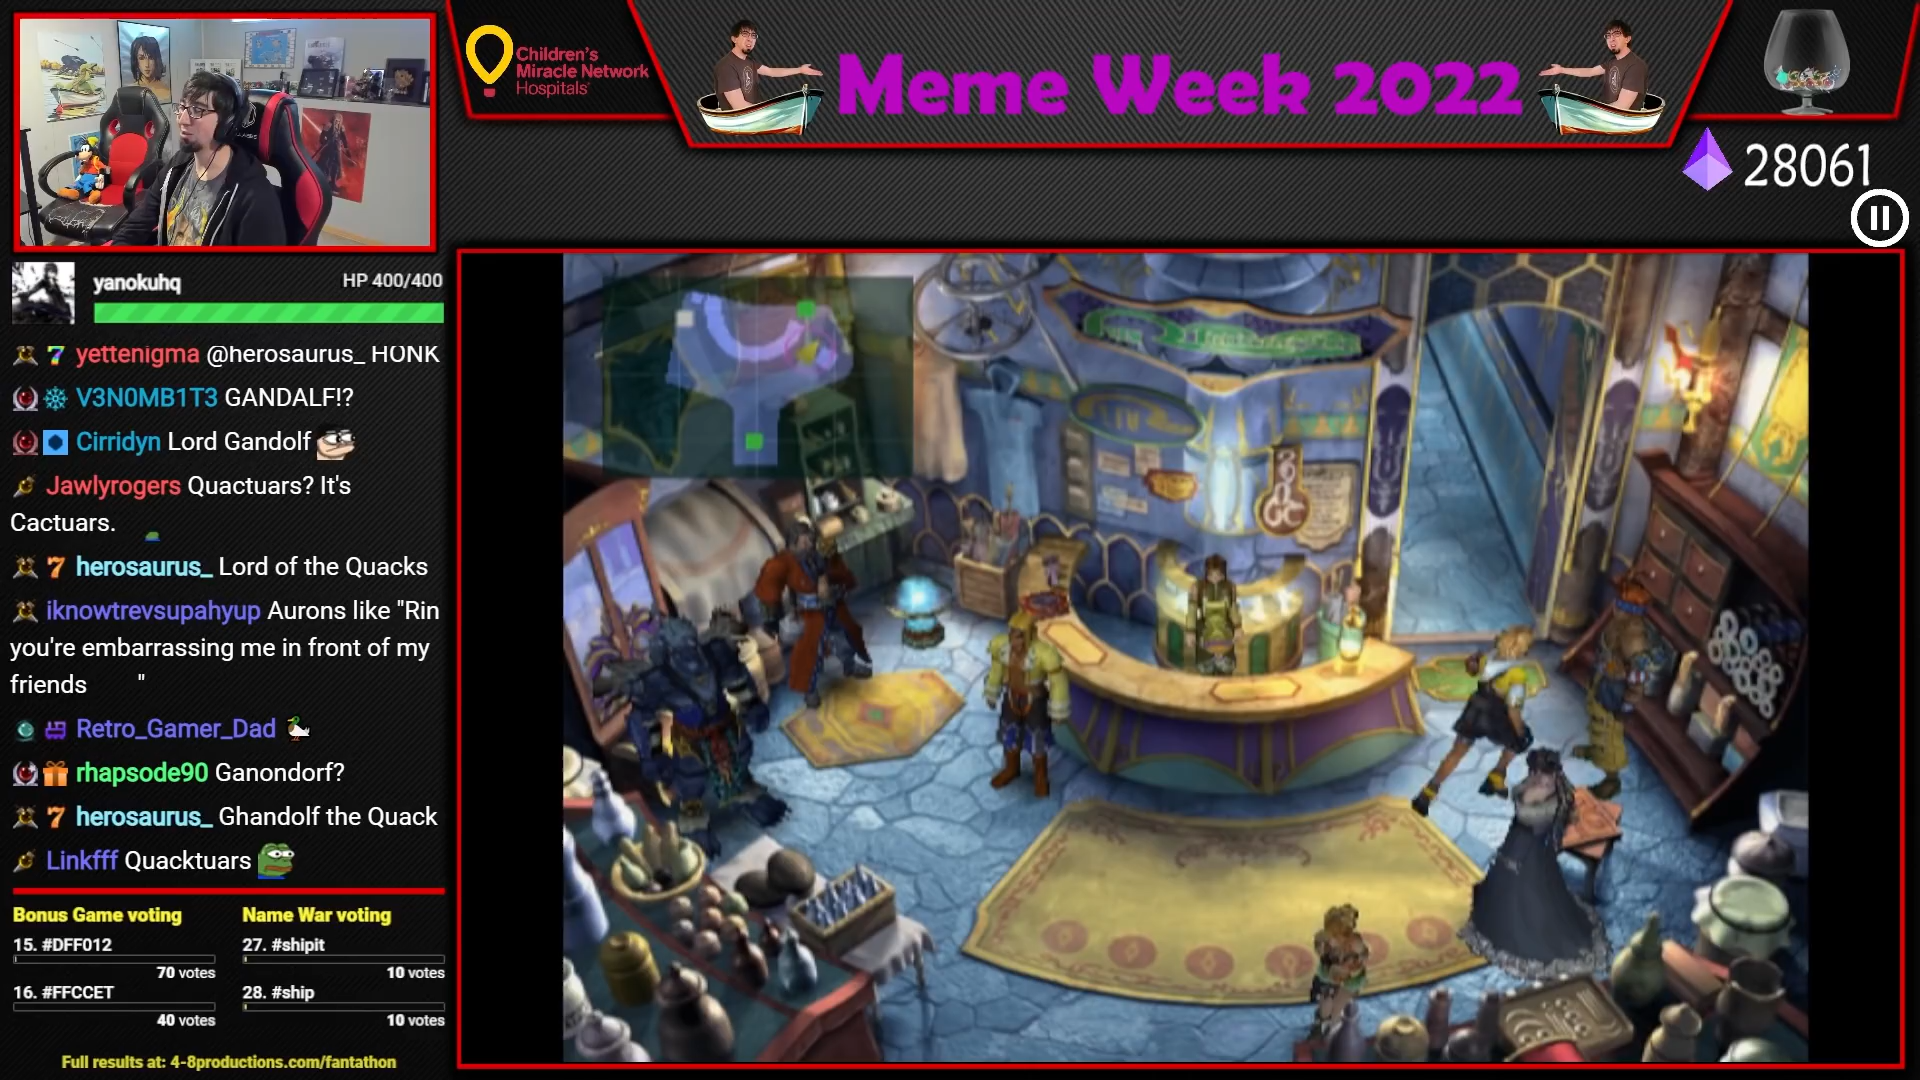 Children's
Miracle Network
Hospitals
Meme Week 2022
28061
yanokuhq
HP 400/400
yettenigma @herosaurus_ HONK
V3N0MB1T3 GANDALF!?
Cirridyn Lord Gandolf
Jawlyrogers Quactuars? It's
Cactuars.
7 herosaurus_ Lord of the Quacks
iknowtrevsupahyup Aurons like "Rin
you're embarrassing me in front of my
friends "
Retro_Gamer_Dad
rhapsode90 Ganondorf?
7 herosaurus_ Ghandolf the Quack
Linkfff Quacktuars
Bonus Game voting
15. #DFF012
70 votes
16. #FFCCET
40 votes
Name War voting
27. #shipit
10 votes
28. #ship
10 votes
Full results at: 4-8productions.com/fantathon